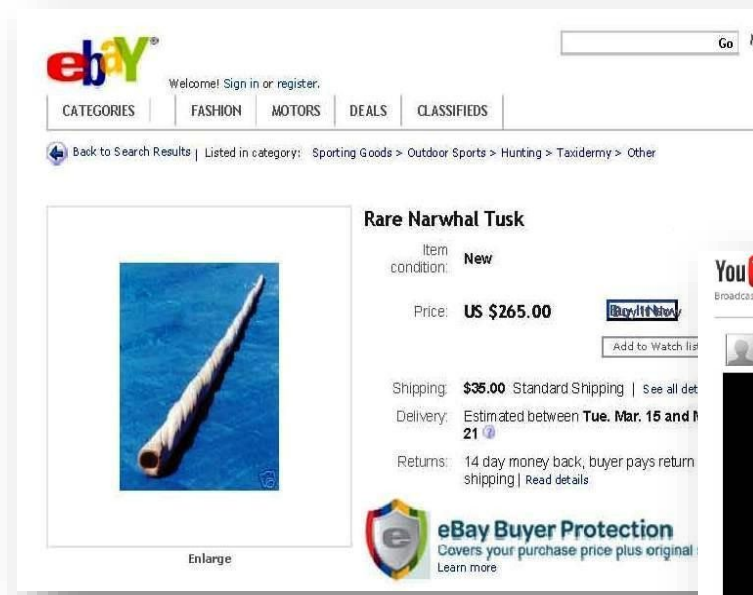 ebaY®
Go
Welcome! Sign in or register.
CATEGORIES FASHION MOTORS DEALS CLASSIFIEDS
Back to Search Results | Listed in category: Sporting Goods > Outdoor Sports > Hunting > Taxidermy > Other
Rare Narwhal Tusk
Item condition: New
Price: US $265.00 Buy It Now
Add to Watch list
Shipping: $35.00 Standard Shipping | See all det
Delivery: Estimated between Tue. Mar. 15 and
21
Returns: 14 day money back, buyer pays return
shipping | Read details
e eBay Buyer Protection
Covers your purchase price plus original
Learn more
Enlarge
You
Broadcas